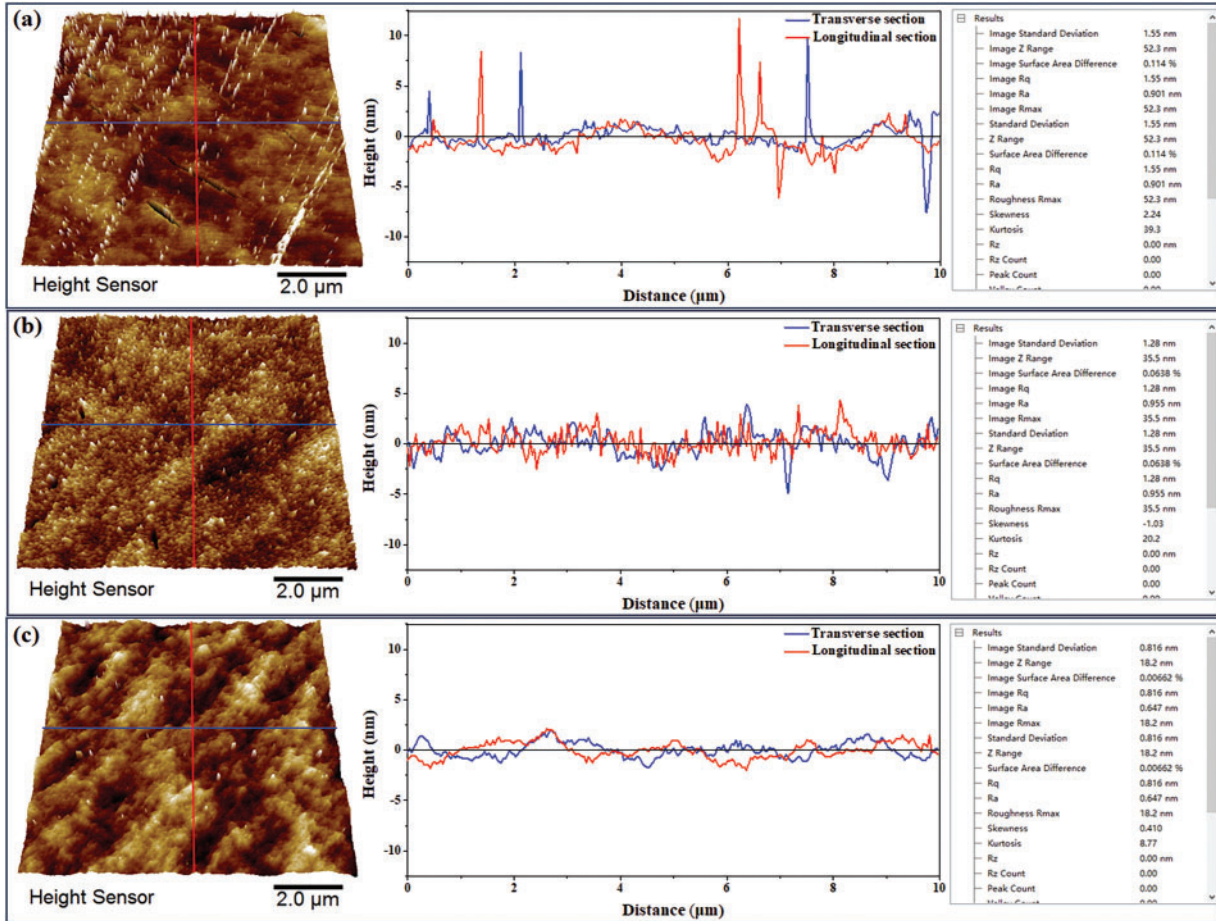 (a)
Height Sensor
2.0 μm
Transverse section
Longitudinal section
Height (nm)
10
5
0
-5
-10
0
2
4
6
8
10
Distance (μm)
Results
Image Standard Deviation 1.55 nm
Image Z Range 52.3 nm
Image Surface Area Difference 0.114 %
Image Rq 1.55 nm
Image Ra 0.901 nm
Image Rmax 52.3 nm
Standard Deviation 1.55 nm
Z Range 52.3 nm
Surface Area Difference 0.114 %
Rq 1.55 nm
Ra 0.901 nm
Roughness Rmax 52.3 nm
Skewness 2.24
Kurtosis 39.3
Rz 0.00 nm
Rz Count 0.00
Peak Count 0.00
Valley Count 0.00
(b)
Height Sensor
2.0 μm
Transverse section
Longitudinal section
Height (nm)
10
5
0
-5
-10
0
2
4
6
8
10
Distance (μm)
Results
Image Standard Deviation 1.28 nm
Image Z Range 35.5 nm
Image Surface Area Difference 0.0638 %
Image Rq 1.28 nm
Image Ra 0.955 nm
Image Rmax 35.5 nm
Standard Deviation 1.28 nm
Z Range 35.5 nm
Surface Area Difference 0.0638 %
Rq 1.28 nm
Ra 0.955 nm
Roughness Rmax 35.5 nm
Skewness -1.03
Kurtosis 20.2
Rz 0.00 nm
Rz Count 0.00
Peak Count 0.00
Valley Count 0.00
(c)
Height Sensor
2.0 μm
Transverse section
Longitudinal section
Height (nm)
10
5
0
-5
-10
0
2
4
6
8
10
Distance (μm)
Results
Image Standard Deviation 0.816 nm
Image Z Range 18.2 nm
Image Surface Area Difference 0.00662 %
Image Rq 0.816 nm
Image Ra 0.647 nm
Image Rmax 18.2 nm
Standard Deviation 0.816 nm
Z Range 18.2 nm
Surface Area Difference 0.00662 %
Rq 0.816 nm
Ra 0.647 nm
Roughness Rmax 18.2 nm
Skewness 0.410
Kurtosis 8.77
Rz 0.00 nm
Rz Count 0.00
Peak Count 0.00
Valley Count 0.00